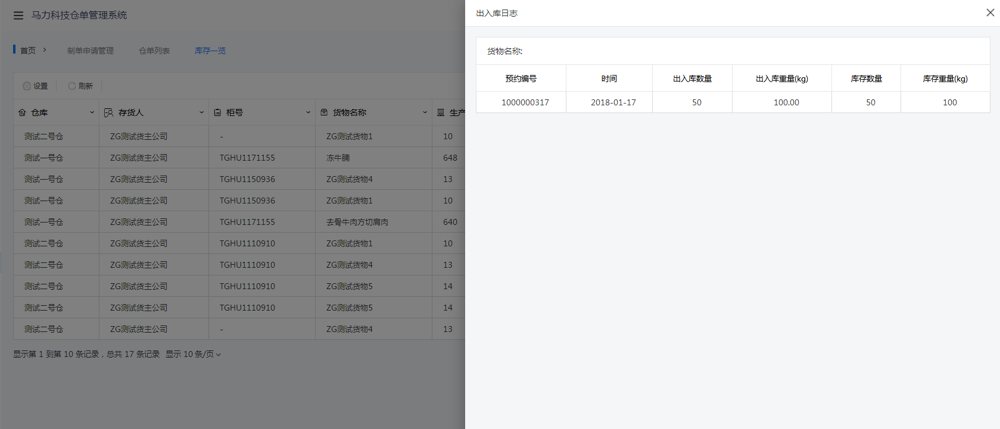 马力科技仓单管理系统
首页 制单申请管理 仓单列表 库存一览
设置 刷新
仓库 存货人 柜号 货物名称 生产
测试二号仓 ZG测试货主公司 - ZG测试货物1 10
测试一号仓 ZG测试货主公司 TGHU1171155 冻牛腩 648
测试一号仓 ZG测试货主公司 TGHU1150936 ZG测试货物4 13
测试一号仓 ZG测试货主公司 TGHU1150936 ZG测试货物1 10
测试一号仓 ZG测试货主公司 TGHU1171155 去骨牛肉方切肩肉 640
测试二号仓 ZG测试货主公司 TGHU1110910 ZG测试货物1 10
测试二号仓 ZG测试货主公司 TGHU1110910 ZG测试货物4 13
测试二号仓 ZG测试货主公司 TGHU1110910 ZG测试货物5 14
测试二号仓 ZG测试货主公司 TGHU1110910 ZG测试货物5 14
测试二号仓 ZG测试货主公司 - ZG测试货物4 13
显示第 1 到第 10 条记录，总共 17 条记录 显示 10 条/页
出入库日志
货物名称:
预约编号 时间 出入库数量 出入库重量(kg) 库存数量 库存重量(kg)
1000000317 2018-01-17 50 100.00 50 100